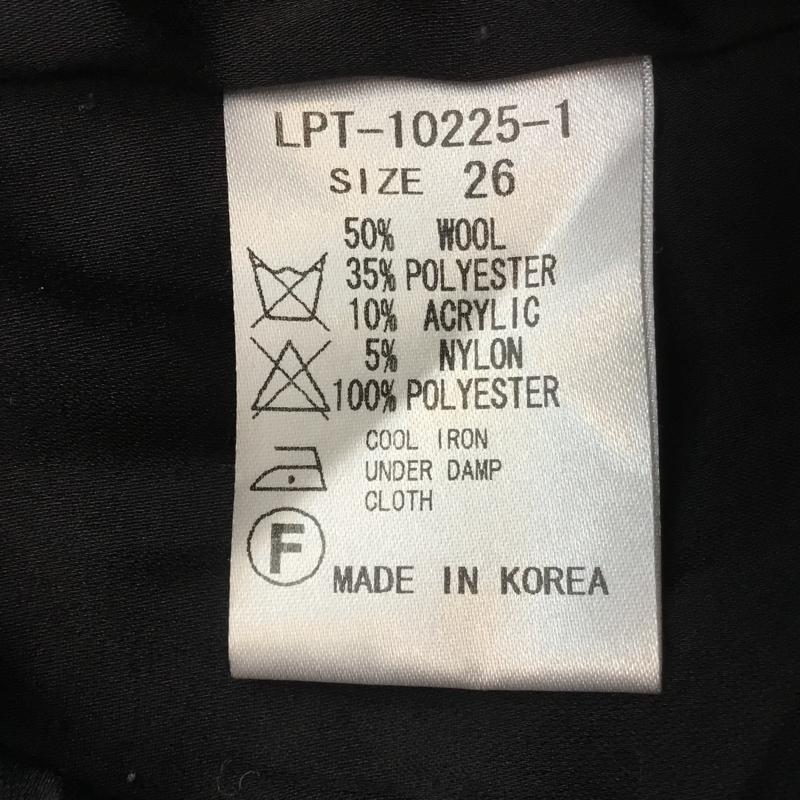 LPT-10225-1
SIZE 26
50% WOOL
35% POLYESTER
10% ACRYLIC
5% NYLON
100% POLYESTER
COOL IRON
UNDER DAMP
CLOTH
F
MADE IN KOREA